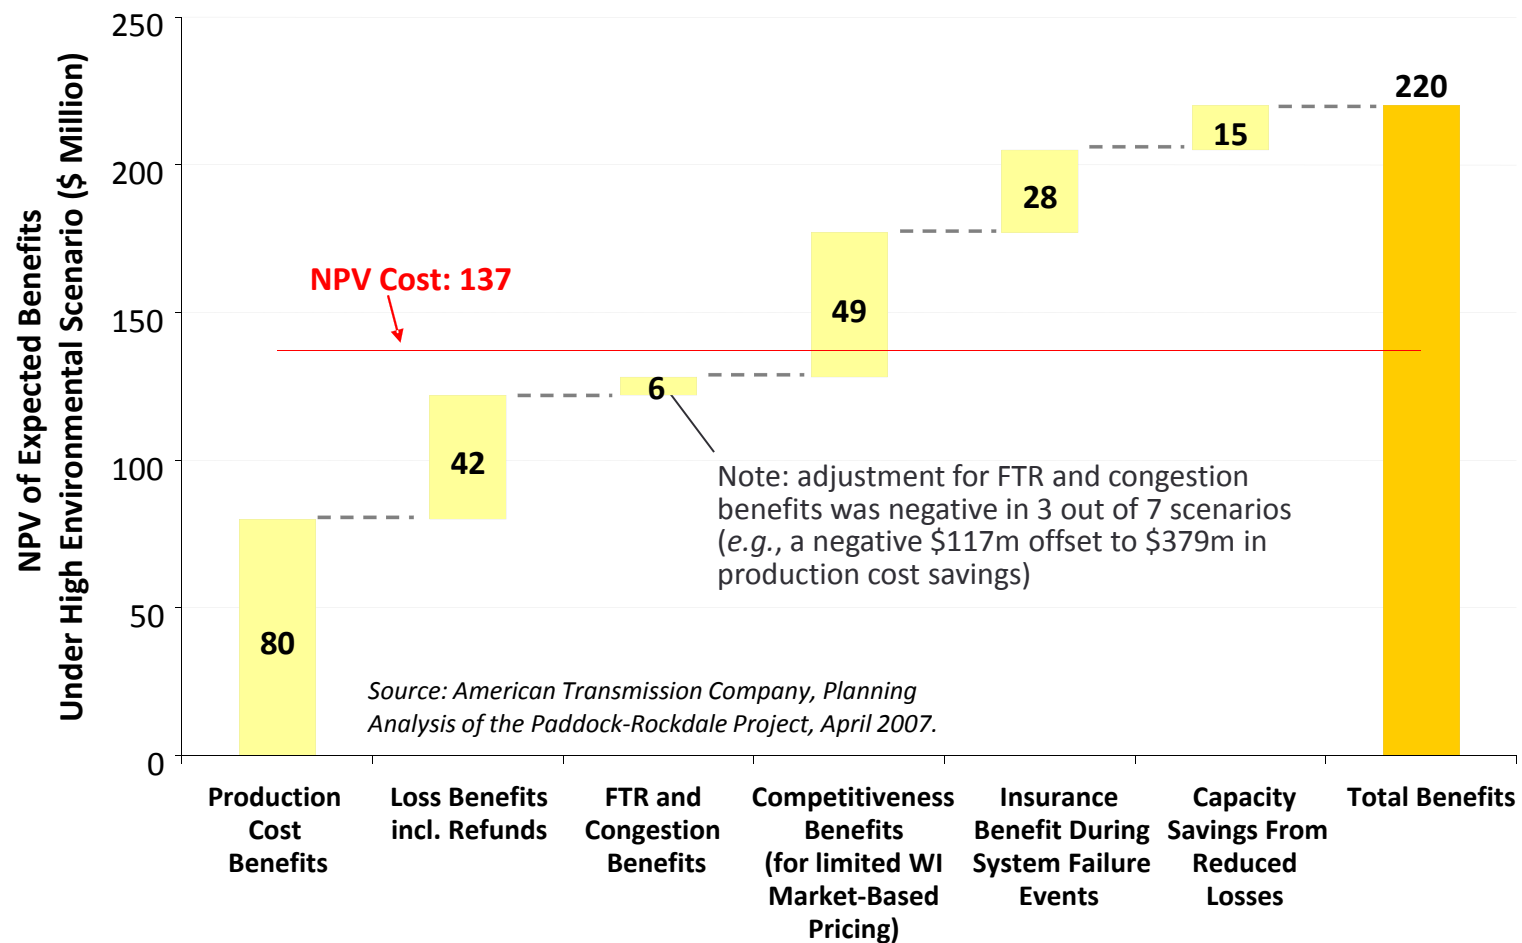 NPV of Expected Benefits
Under High Environmental Scenario ($ Million)
250
200
150
100
50
0
80
42
6
49
28
15
220
NPV Cost: 137
Note: adjustment for FTR and congestion
benefits was negative in 3 out of 7 scenarios
(e.g., a negative $117m offset to $379m in
production cost savings)
Source: American Transmission Company, Planning
Analysis of the Paddock-Rockdale Project, April 2007.
Production
Cost
Benefits
Loss Benefits
incl. Refunds
FTR and
Congestion
Benefits
Competitiveness
Benefits
(for limited WI
Market-Based
Pricing)
Insurance
Benefit During
System Failure
Events
Capacity
Savings From
Reduced
Losses
Total Benefits